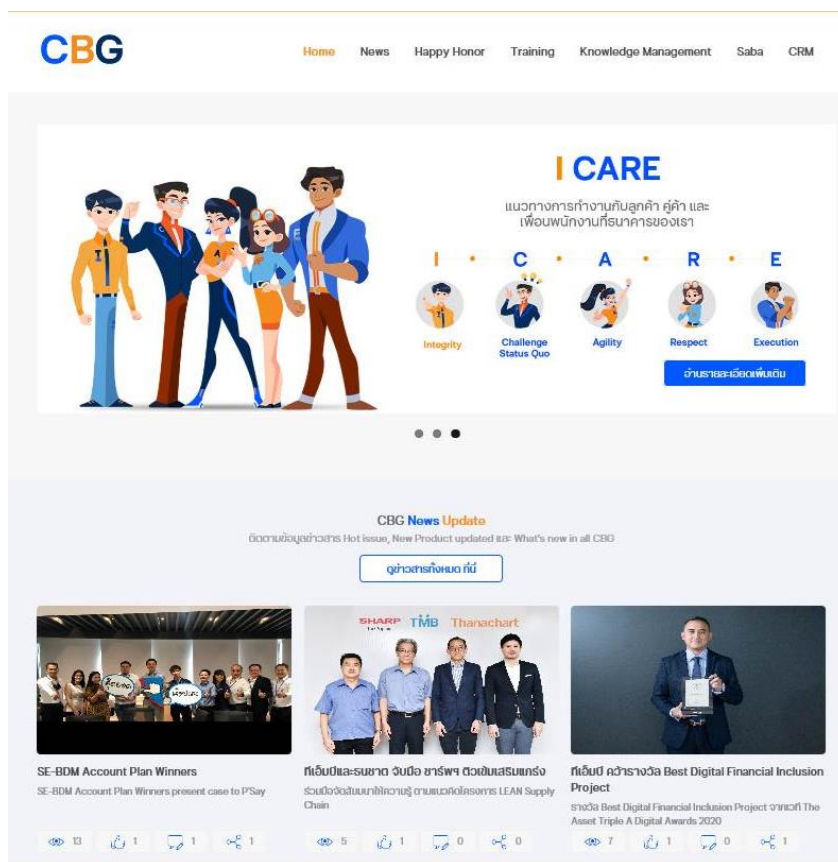 CBG
Home News Happy Honor Training Knowledge Management Saba CRM
I CARE
แนวทางการทำงานกับลูกค้า คู่ค้า และ
เพื่อนพนักงานที่ธนาคารของเรา
I • C • A • R • E
Integrity Challenge Status Quo Agility Respect Execution
อ่านรายละเอียดเพิ่มเติม
CBG News Update
ติดตามข้อมูลข่าวสาร Hot issue, New Product updated และ What's new in all CBG
ดูข่าวสารทั้งหมด ที่นี่
SHARP TMB Thanachart
SE-BDM Account Plan Winners
SE-BDM Account Plan Winners present case to P'Say
13 1 1 1
ทีเอ็มบีและธนชาต จับมือ ชาร์พฯ ติวเข้มเสริมแกร่ง
ร่วมมือจัดสัมมนาให้ความรู้ ตามแนวคิดโครงการ LEAN Supply
Chain
5 1 0 0
ทีเอ็มบี คว้ารางวัล Best Digital Financial Inclusion
Project
รางวัล Best Digital Financial Inclusion Project จากเวที The
Asset Triple A Digital Awards 2020
7 1 0 1